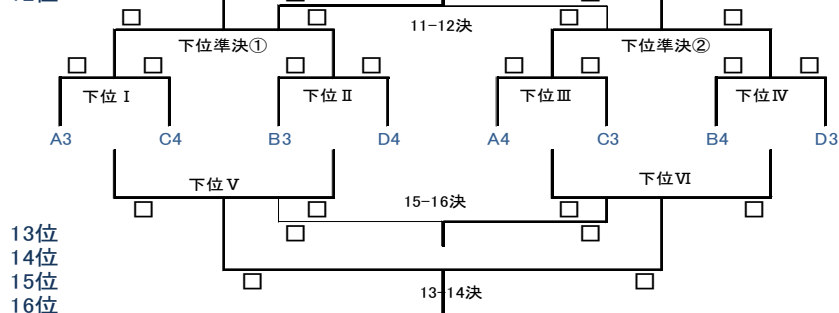 11-12決
下位準決①
下位準決②
下位Ⅰ
下位Ⅱ
下位Ⅲ
下位Ⅳ
A3
C4
B3
D4
A4
C3
B4
D3
下位Ⅴ
下位Ⅵ
15-16決
13位
14位
15位
16位
13-14決